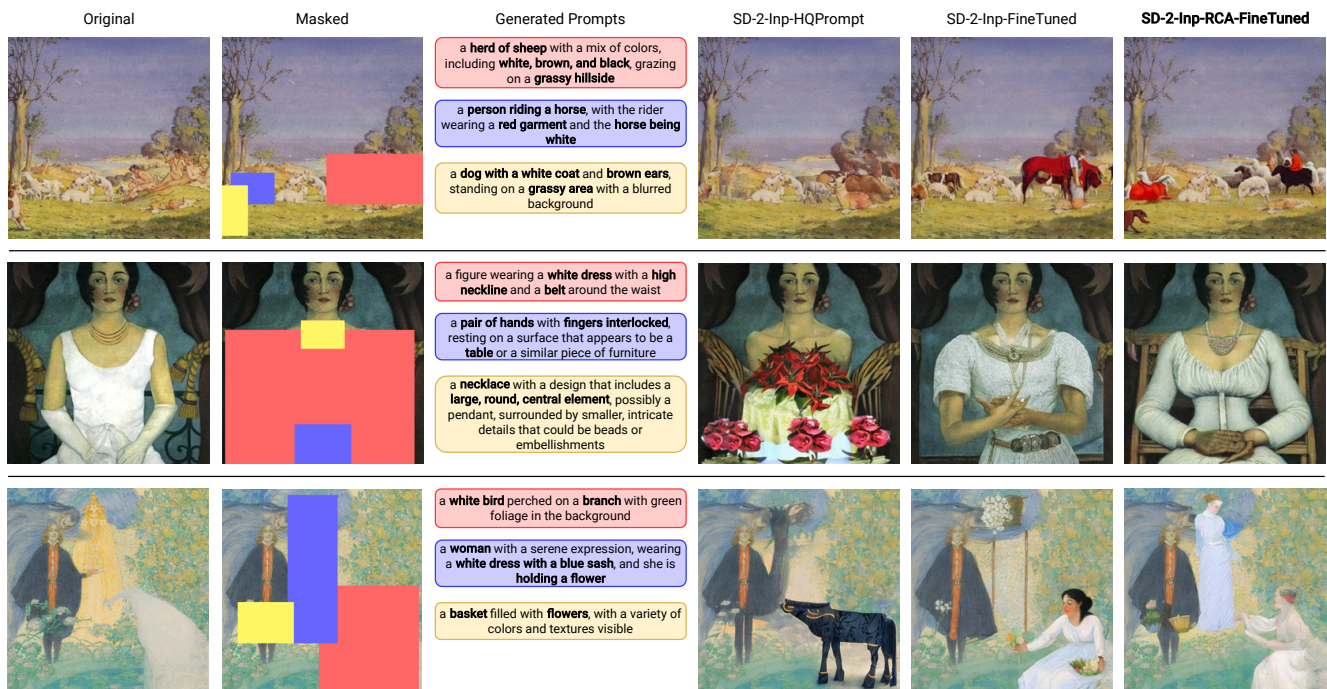 Original
Masked
Generated Prompts
SD-2-Inp-HQPrompt
SD-2-Inp-FineTuned
SD-2-Inp-RCA-FineTuned
a herd of sheep with a mix of colors,
including white, brown, and black, grazing
on a grassy hillside
a person riding a horse, with the rider
wearing a red garment and the horse being
white
a dog with a white coat and brown ears,
standing on a grassy area with a blurred
background
a figure wearing a white dress with a high
neckline and a belt around the waist
a pair of hands with fingers interlocked,
resting on a surface that appears to be a
table or a similar piece of furniture
a necklace with a design that includes a
large, round, central element, possibly a
pendant, surrounded by smaller, intricate
details that could be beads or
embellishments
a white bird perched on a branch with green
foliage in the background
a woman with a serene expression, wearing
a white dress with a blue sash, and she is
holding a flower
a basket filled with flowers, with a variety of
colors and textures visible